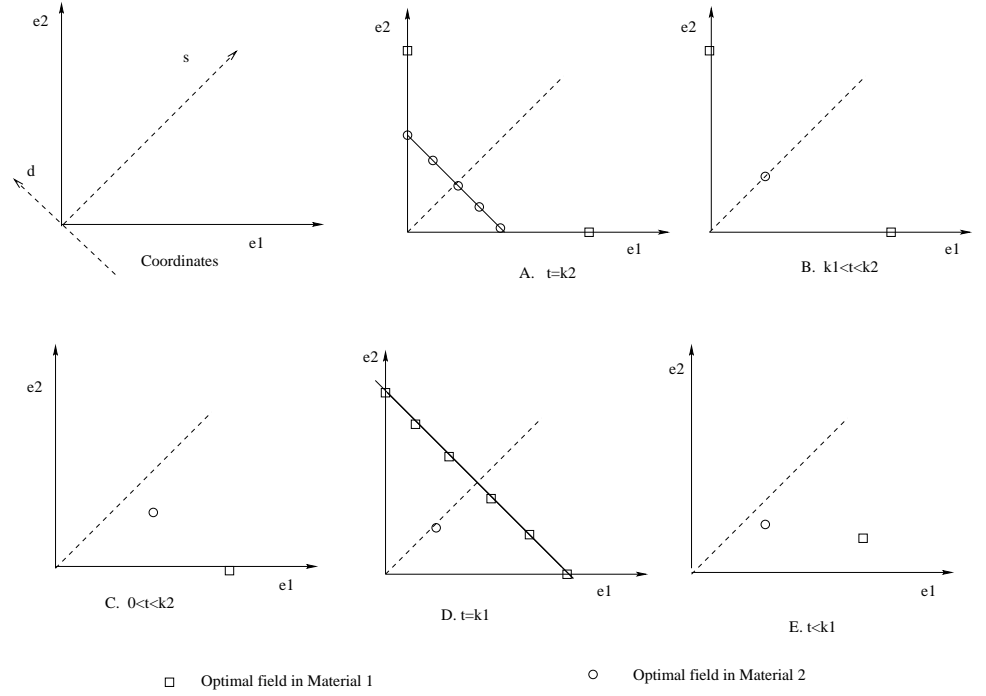 e2
s
d
e1
Coordinates
e2
e1
A. t=k2
e2
e1
B. k1<t<k2
e2
e1
C. 0<t<k2
e2
e1
D. t=k1
e2
e1
E. t<k1
Optimal field in Material 1
Optimal field in Material 2